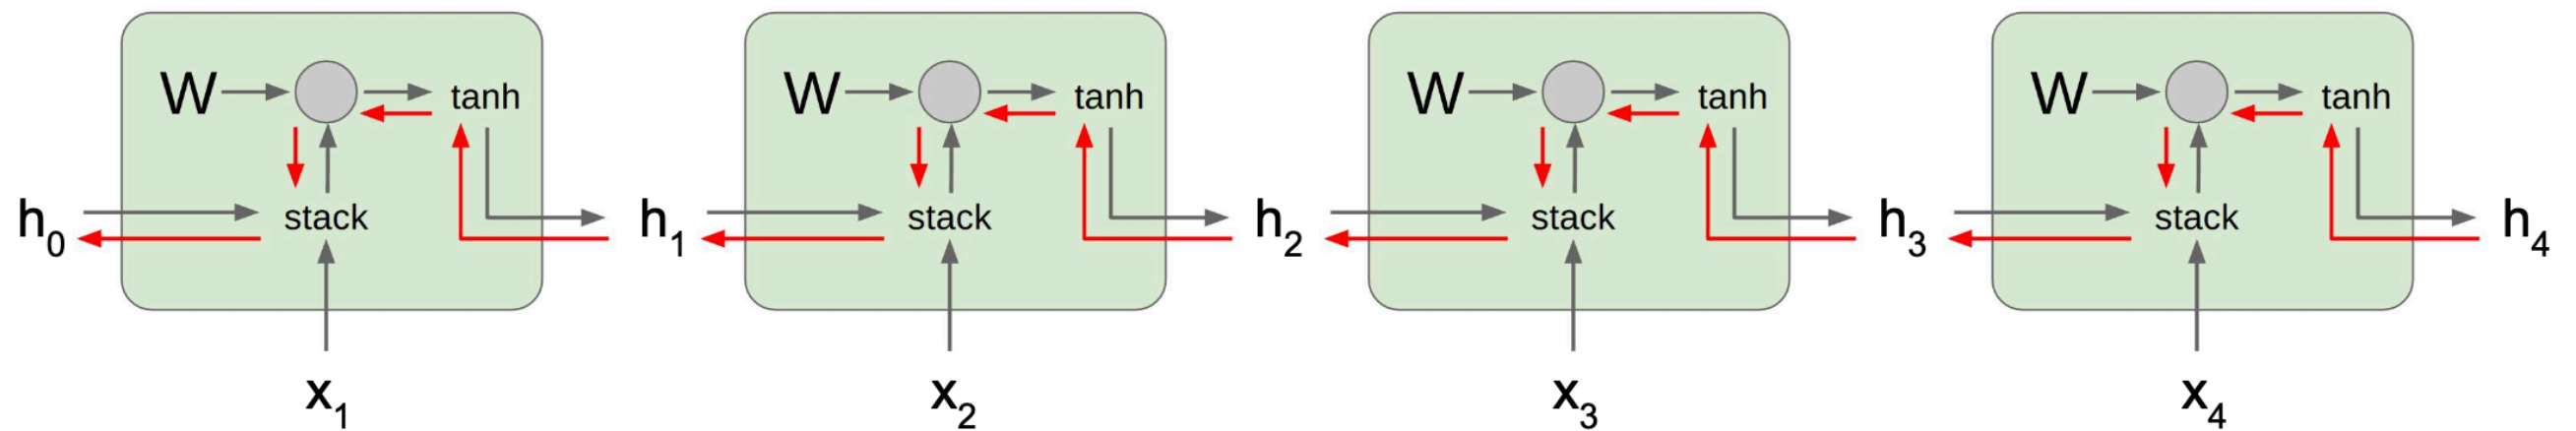 W tanh W tanh W tanh W tanh
h₀ stack h₁ stack h₂ stack h₃ stack h₄
x₁ x₂ x₃ x₄